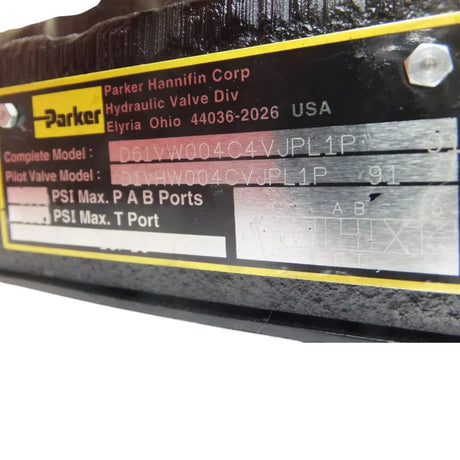 Parker
Parker Hannifin Corp
Hydraulic Valve Div
Elyria Ohio 44036-2026 USA
Complete Model : D61VW004C4VJPL1P
Pilot Valve Model : D1VHW004CVJPL1P 91
PSI Max. P A B Ports
PSI Max. T Port
A B